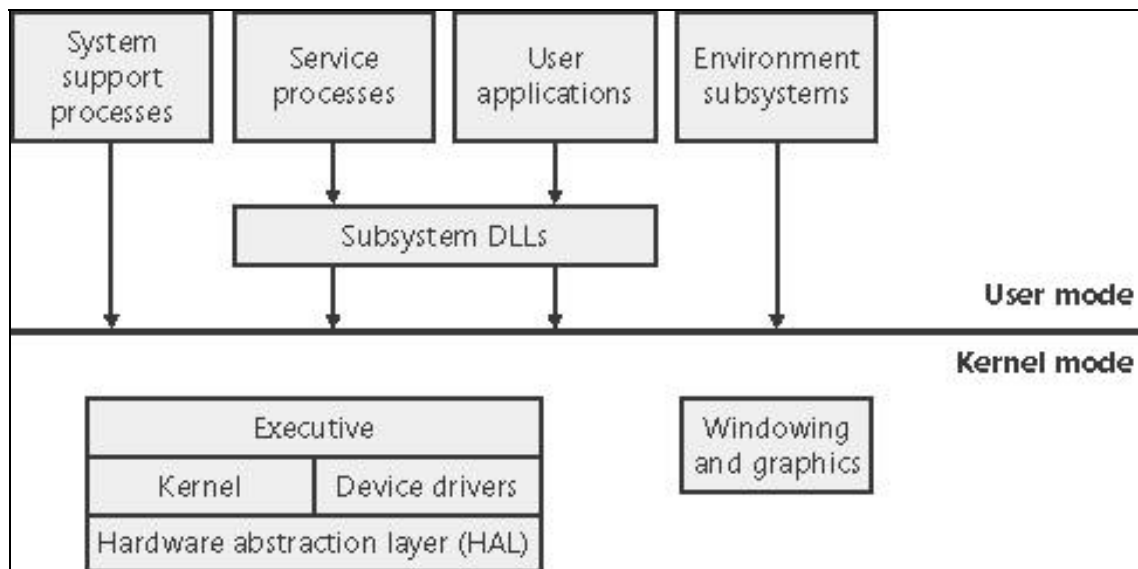 System
support
processes
Service
processes
User
applications
Environment
subsystems
Subsystem DLLs
User mode
Kernel mode
Executive
Kernel
Device drivers
Hardware abstraction layer (HAL)
Windowing
and graphics